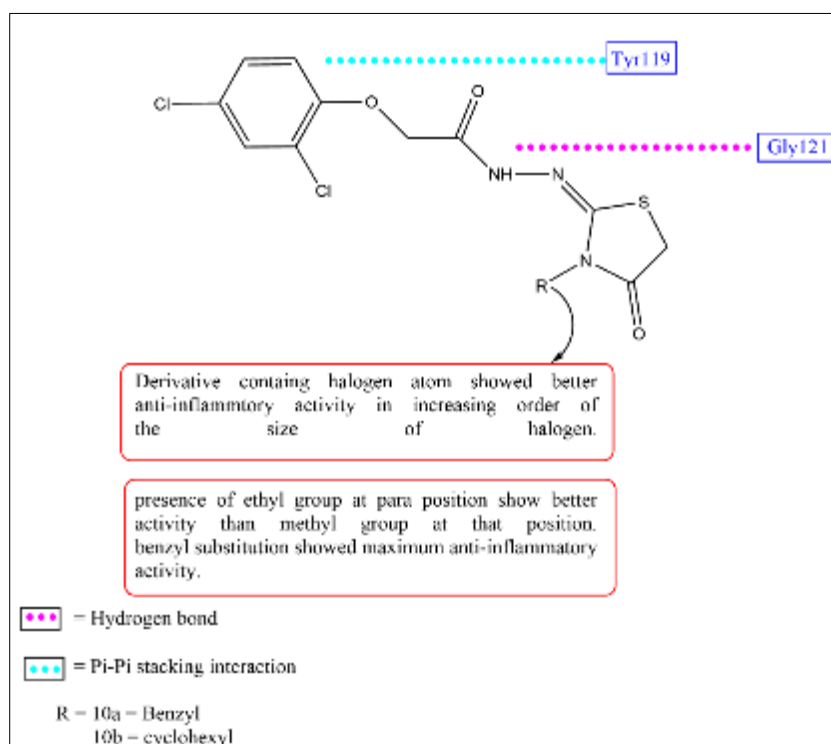 Tyr119
O
Cl
O
Gly121
NH
N
Cl
S
N
R
O
Derivative containg halogen atom showed better
anti-inflammtory activity in increasing order of
the size of halogen.
presence of ethyl group at para position show better
activity than methyl group at that position.
benzyl substitution showed maximum anti-inflammatory
activity.
= Hydrogen bond
= Pi-Pi stacking interaction
R = 10a = Benzyl
10b = cyclohexyl